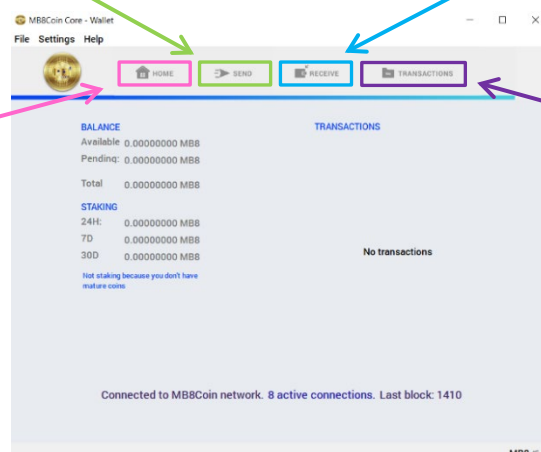 MB8Coin Core - Wallet
File Settings Help
HOME SEND RECEIVE TRANSACTIONS
BALANCE
Available 0.00000000 MB8
Pending: 0.00000000 MB8
Total 0.00000000 MB8
STAKING
24H: 0.00000000 MB8
7D 0.00000000 MB8
30D 0.00000000 MB8
Not staking because you don't have
mature coins
TRANSACTIONS
No transactions
Connected to MB8Coin network. 8 active connections. Last block: 1410